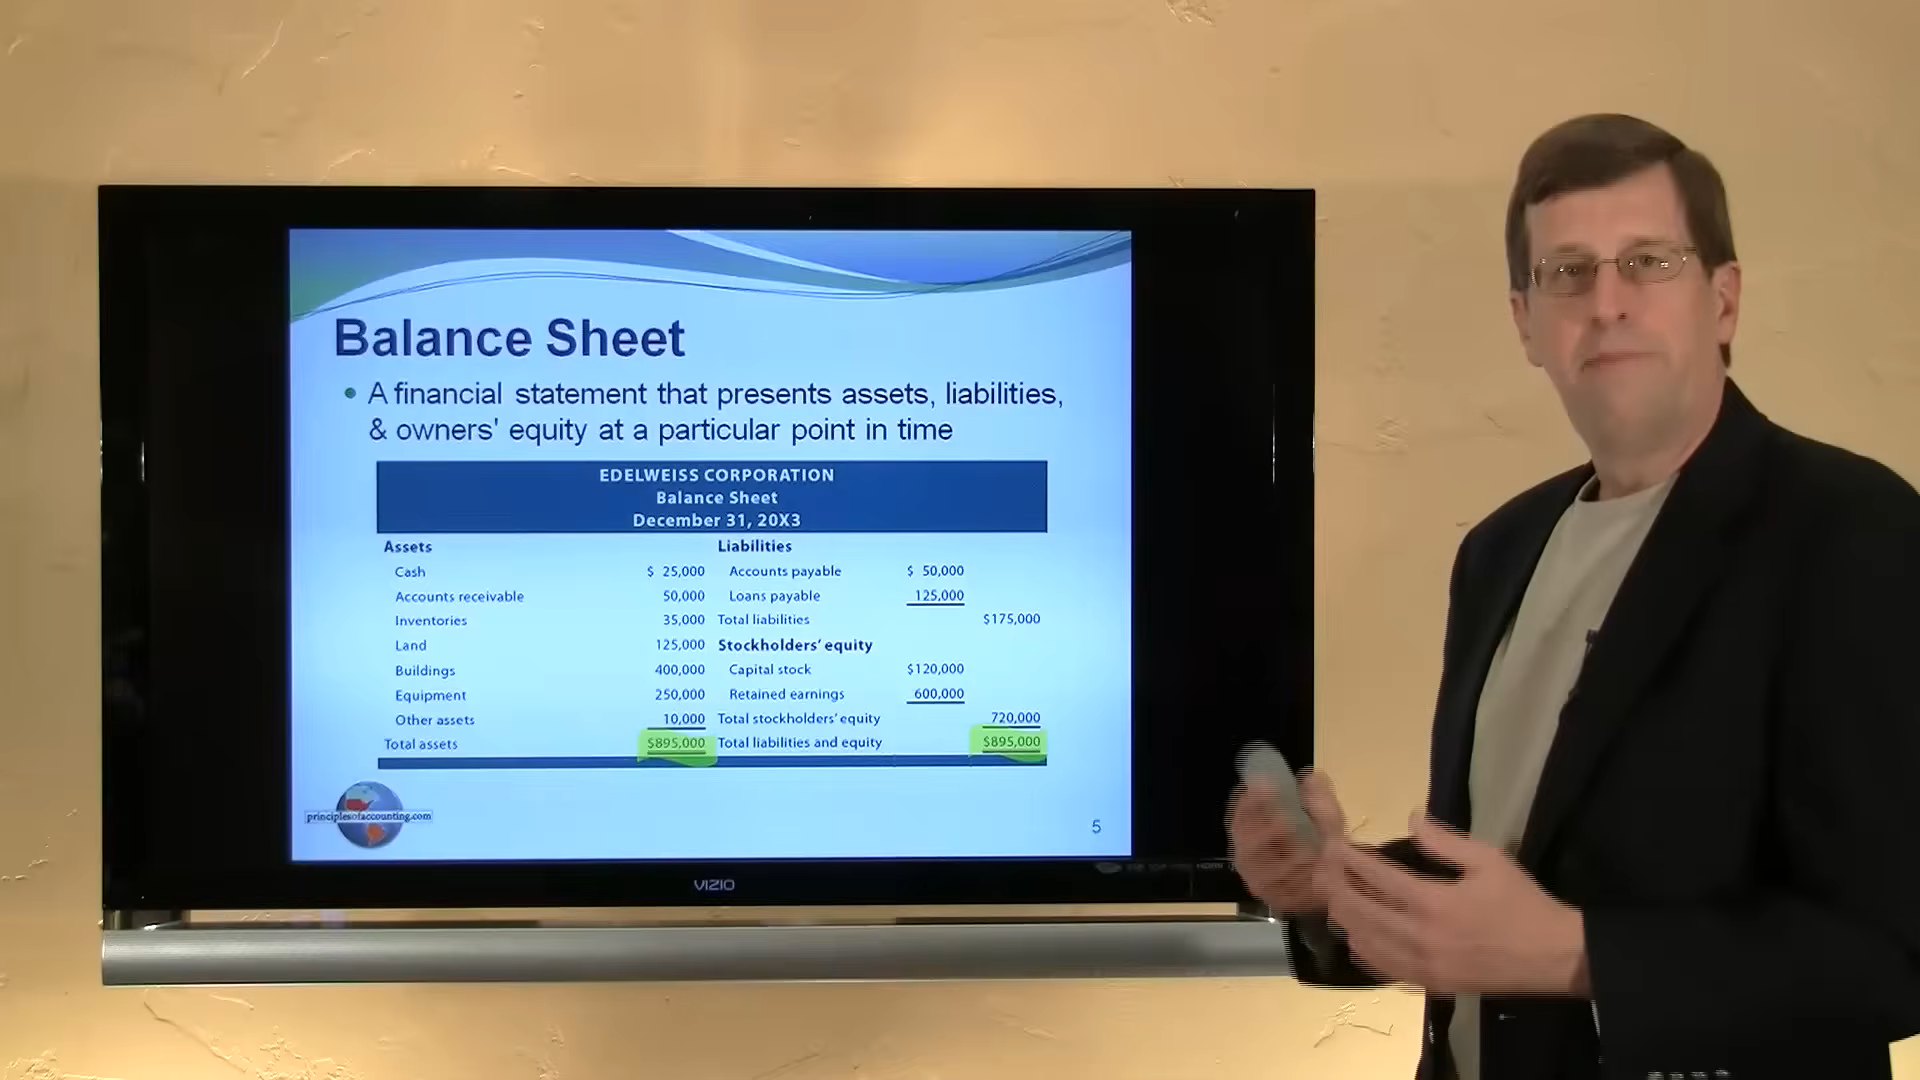 Balance Sheet
• A financial statement that presents assets, liabilities,
& owners' equity at a particular point in time
EDELWEISS CORPORATION
Balance Sheet
December 31, 20X3
Assets Liabilities
Cash $ 25,000 Accounts payable $ 50,000
Accounts receivable 50,000 Loans payable 125,000
Inventories 35,000 Total liabilities $175,000
Land 125,000 Stockholders' equity
Buildings 400,000 Capital stock $120,000
Equipment 250,000 Retained earnings 600,000
Other assets 10,000 Total stockholders' equity 720,000
Total assets $895,000 Total liabilities and equity $895,000
principlesofaccounting.com
5
VIZIO